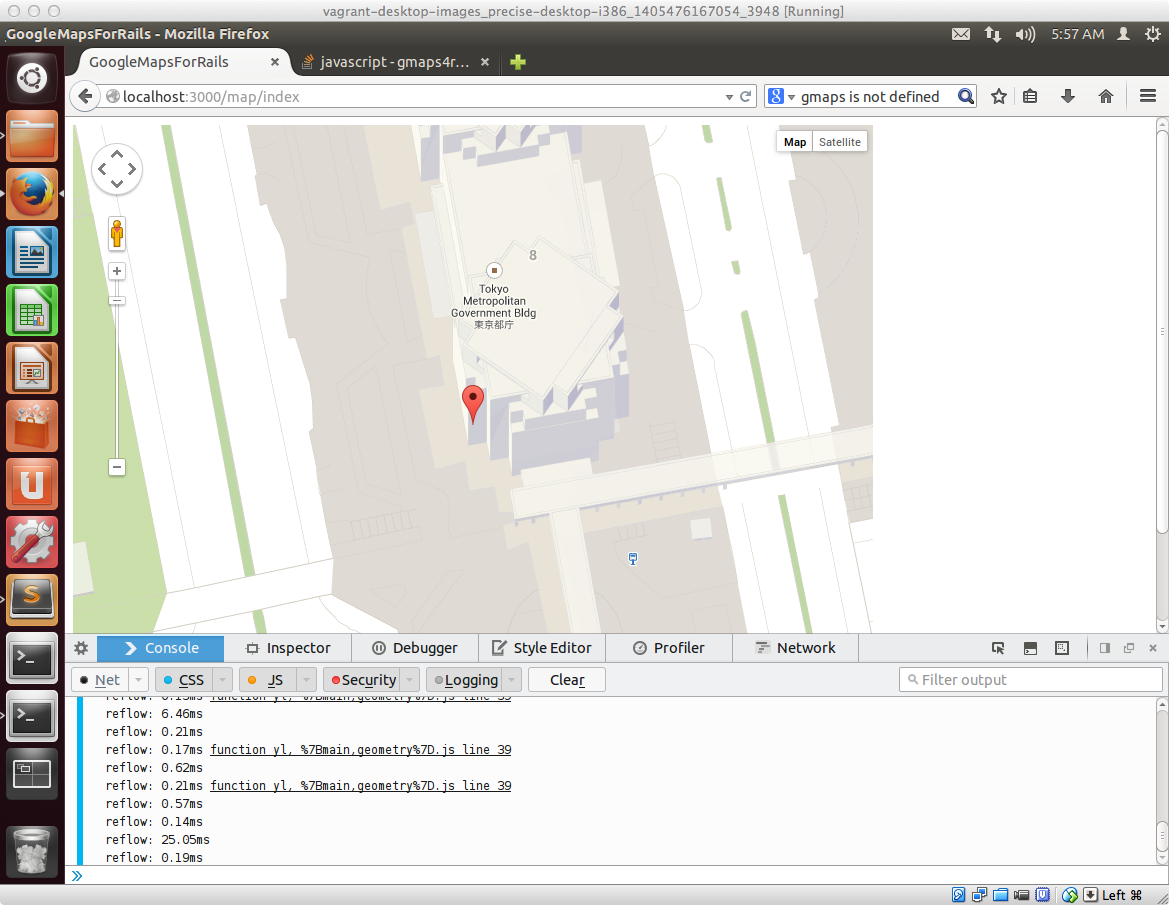 vagrant-desktop-images_precise-desktop-i386_1405476167054_3948 [Running]
GoogleMapsForRails - Mozilla Firefox
5:57 AM
GoogleMapsForRails
javascript - gmaps4r...
localhost:3000/map/index
gmaps is not defined
Map
Satellite
8
Tokyo
Metropolitan
Government Bldg
東京都庁
Console
Inspector
Debugger
Style Editor
Profiler
Network
Net
CSS
JS
Security
Logging
Clear
Filter output
reflow: 0.13ms function yl, %7Bmain,geometry%7D.js line 39
reflow: 6.46ms
reflow: 0.21ms
reflow: 0.17ms function yl, %7Bmain,geometry%7D.js line 39
reflow: 0.62ms
reflow: 0.21ms function yl, %7Bmain,geometry%7D.js line 39
reflow: 0.57ms
reflow: 0.14ms
reflow: 25.05ms
reflow: 0.19ms
Left ⌘